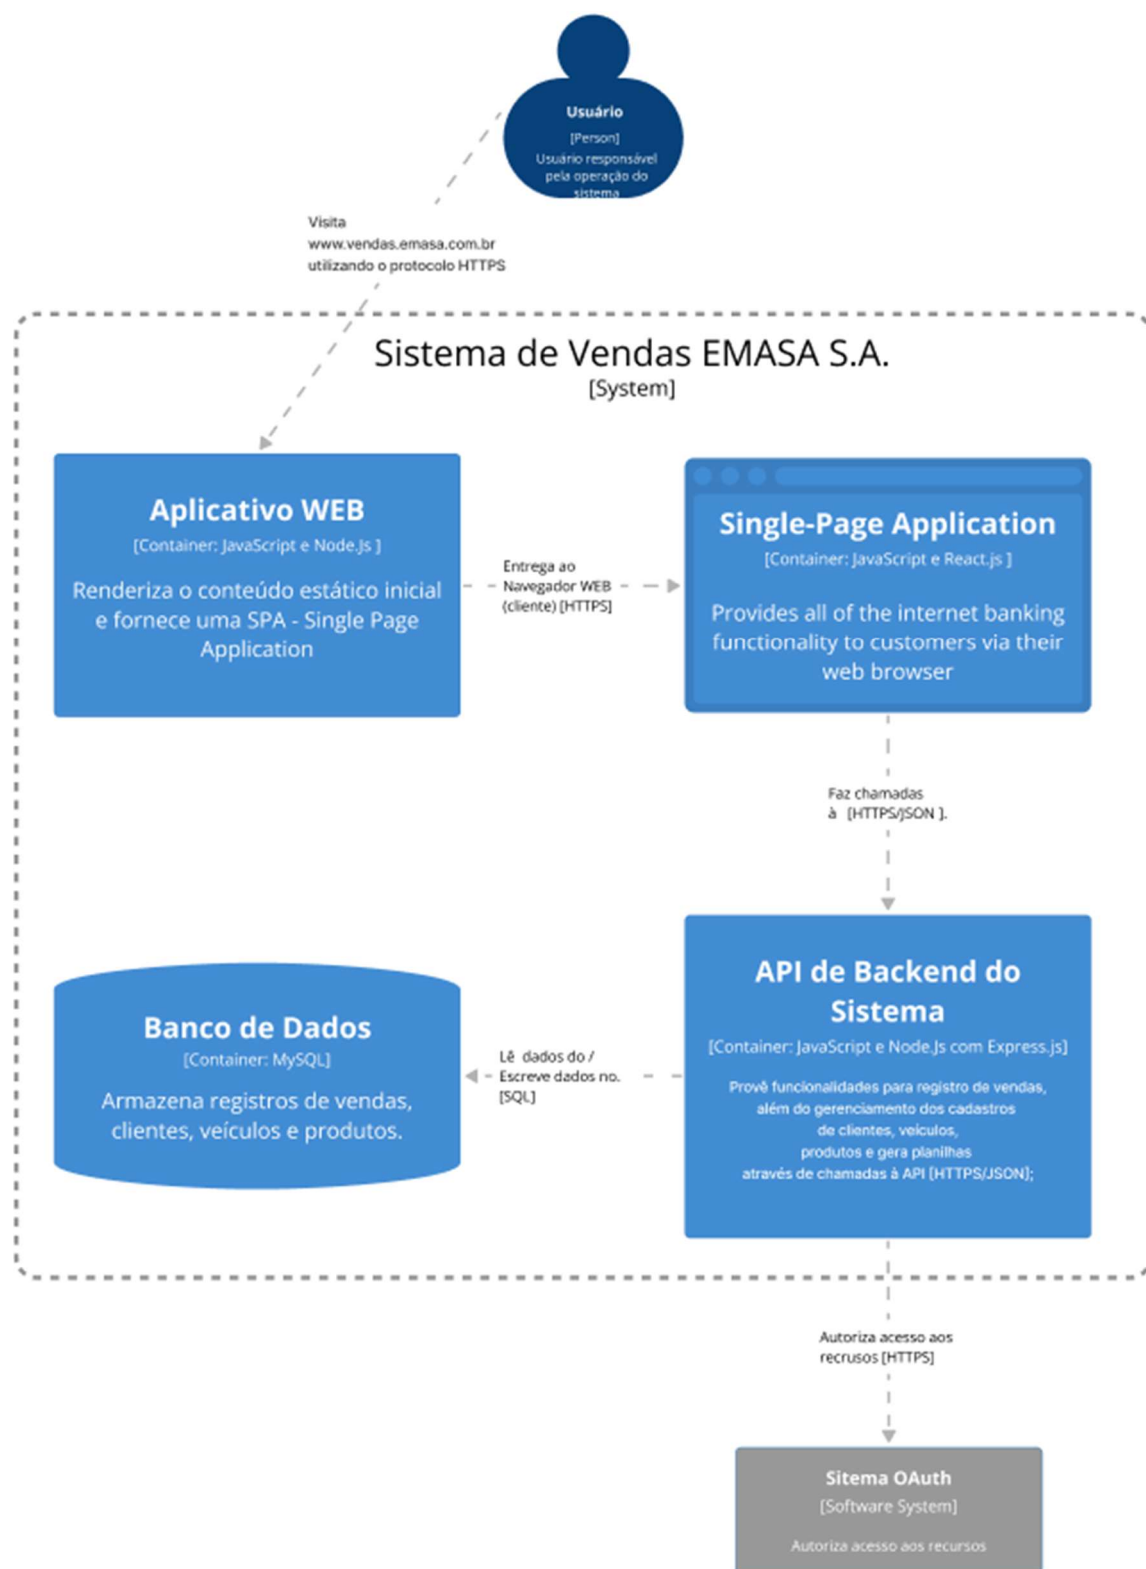 Usuário
[Person]
Usuário responsável
pela operação do
sistema
Visita
www.vendas.emasa.com.br
utilizando o protocolo HTTPS
Sistema de Vendas EMASA S.A.
[System]
Aplicativo WEB
[Container: JavaScript e Node.Js ]
Renderiza o conteúdo estático inicial
e fornece uma SPA - Single Page
Application
Entrega ao
Navegador WEB
(cliente) [HTTPS]
Single-Page Application
[Container: JavaScript e React.js ]
Provides all of the internet banking
functionality to customers via their
web browser
Faz chamadas
à [HTTPS/JSON ].
API de Backend do
Sistema
[Container: JavaScript e Node.Js com Express.js]
Provê funcionalidades para registro de vendas,
além do gerenciamento dos cadastros
de clientes, veículos,
produtos e gera planilhas
através de chamadas à API [HTTPS/JSON];
Lê dados do /
Escreve dados no.
[SQL]
Banco de Dados
[Container: MySQL]
Armazena registros de vendas,
clientes, veículos e produtos.
Autoriza acesso aos
recrusos [HTTPS]
Sitema OAuth
[Software System]
Autoriza acesso aos recursos